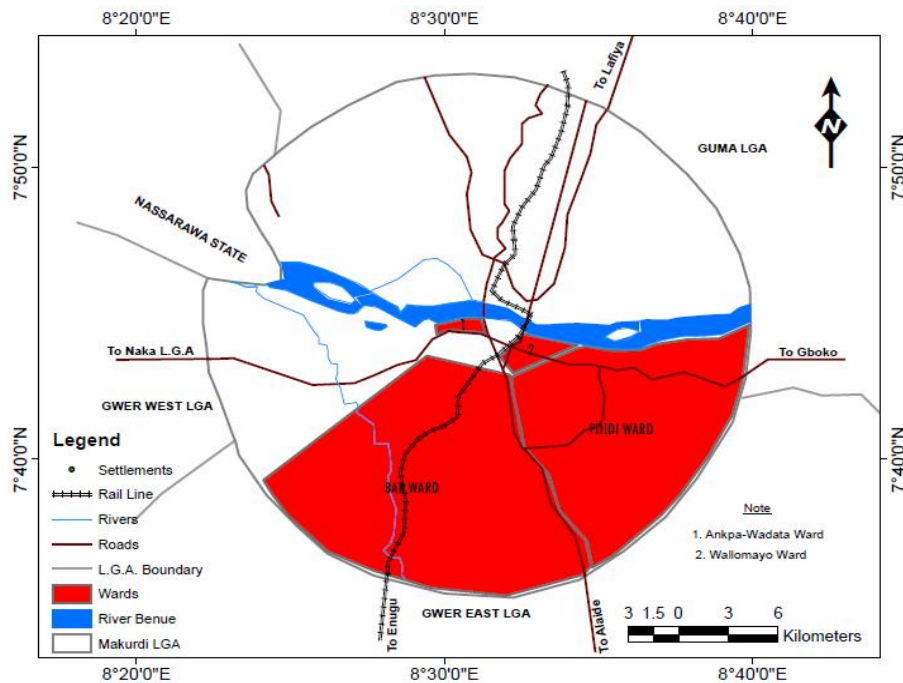 8°20'0"E
8°30'0"E
8°40'0"E
To Lafiya
GUMA LGA
7°50'0"N
7°50'0"N
NASSARAWA STATE
To Naka L.G.A
1
2
To Gboko
GWER WEST LGA
FIIDI WARD
BAR WARD
7°40'0"N
7°40'0"N
Legend
Settlements
Rail Line
Rivers
Roads
L.G.A. Boundary
Wards
River Benue
Makurdi LGA
Note
1. Ankpa-Wadata Ward
2. Wallomayo Ward
N
GWER EAST LGA
To Enugu
To Alaide
3 1.5 0 3 6
Kilometers
8°20'0"E
8°30'0"E
8°40'0"E